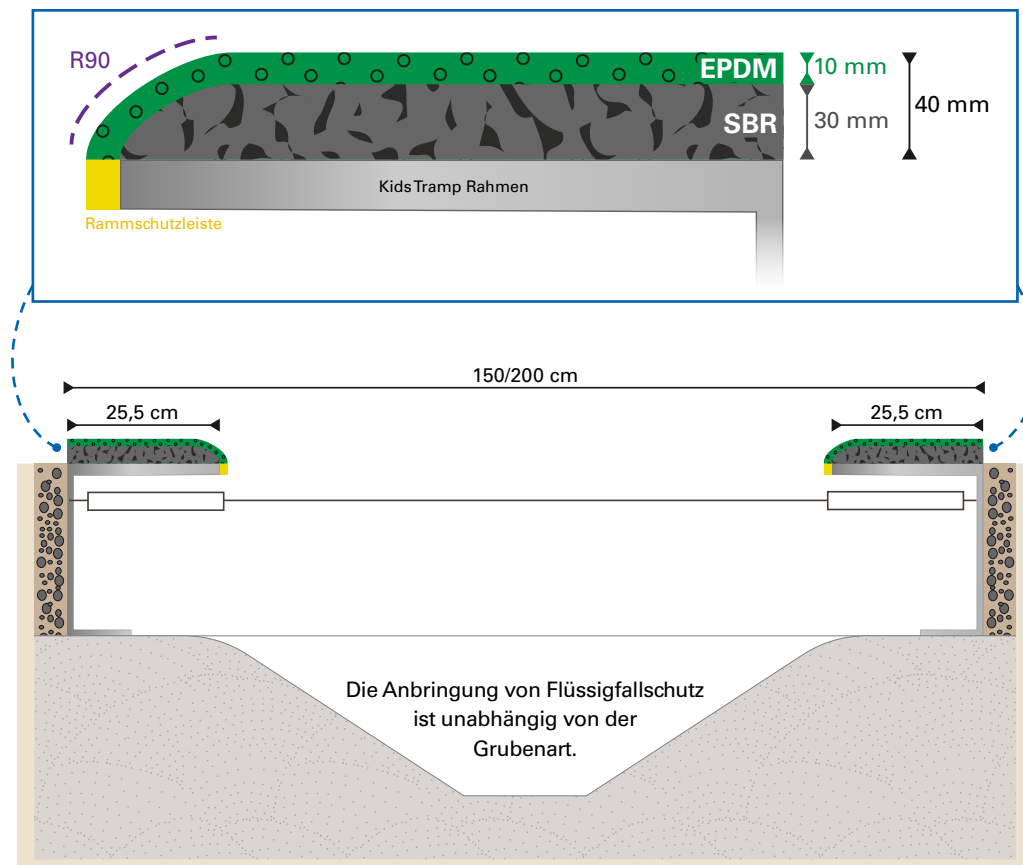 R90
EPDM
10 mm
40 mm
SBR
30 mm
Kids Tramp Rahmen
Rammschutzleiste
150/200 cm
25,5 cm
25,5 cm
Die Anbringung von Flüssigfallschutz
ist unabhängig von der
Grubenart.